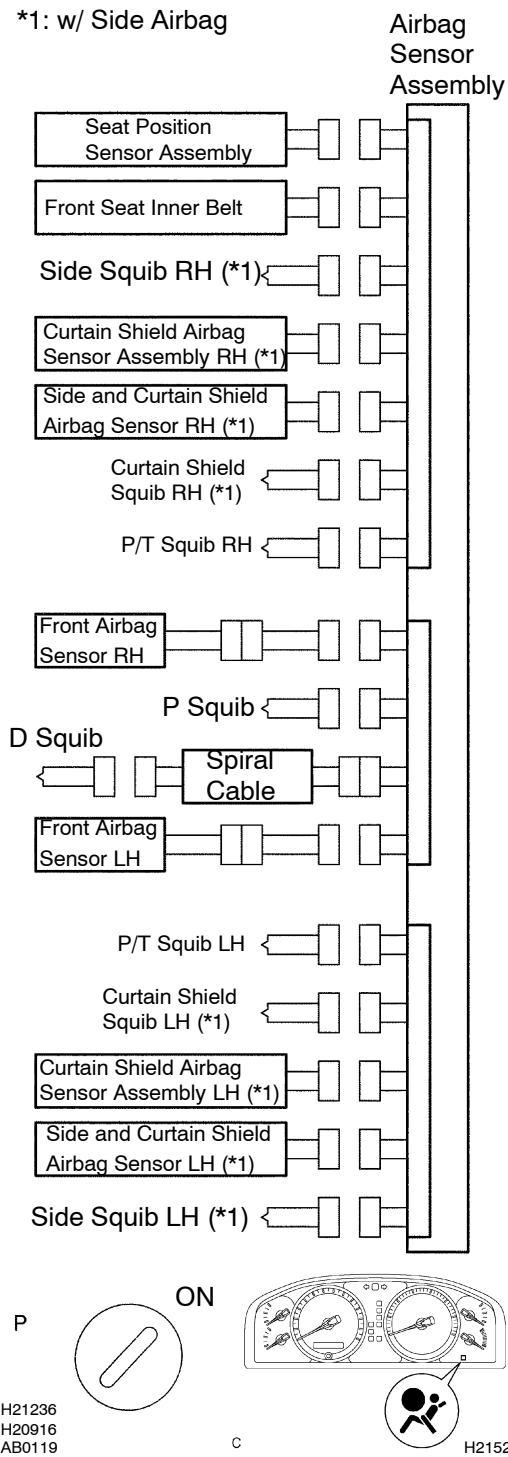 *1: w/ Side Airbag
Airbag
Sensor
Assembly
Seat Position
Sensor Assembly
Front Seat Inner Belt
Side Squib RH (*1)
Curtain Shield Airbag
Sensor Assembly RH (*1)
Side and Curtain Shield
Airbag Sensor RH (*1)
Curtain Shield
Squib RH (*1)
P/T Squib RH
Front Airbag
Sensor RH
P Squib
D Squib
Spiral
Cable
Front Airbag
Sensor LH
P/T Squib LH
Curtain Shield
Squib LH (*1)
Curtain Shield Airbag
Sensor Assembly LH (*1)
Side and Curtain Shield
Airbag Sensor LH (*1)
Side Squib LH (*1)
ON
P
H21236
H20916
AB0119
C
H2152